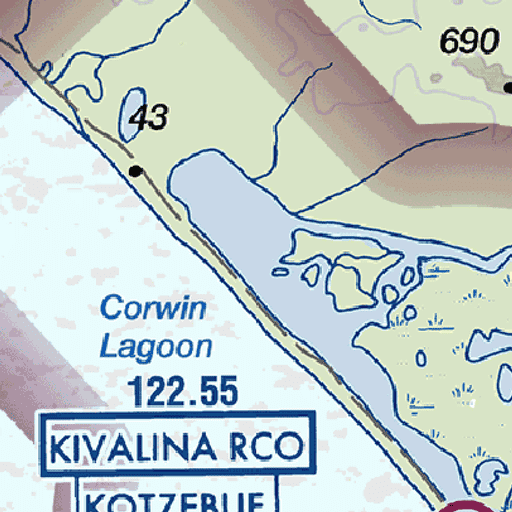 690
43
Corwin
Lagoon
122.55
KIVALINA RCO
KOTZEBUE